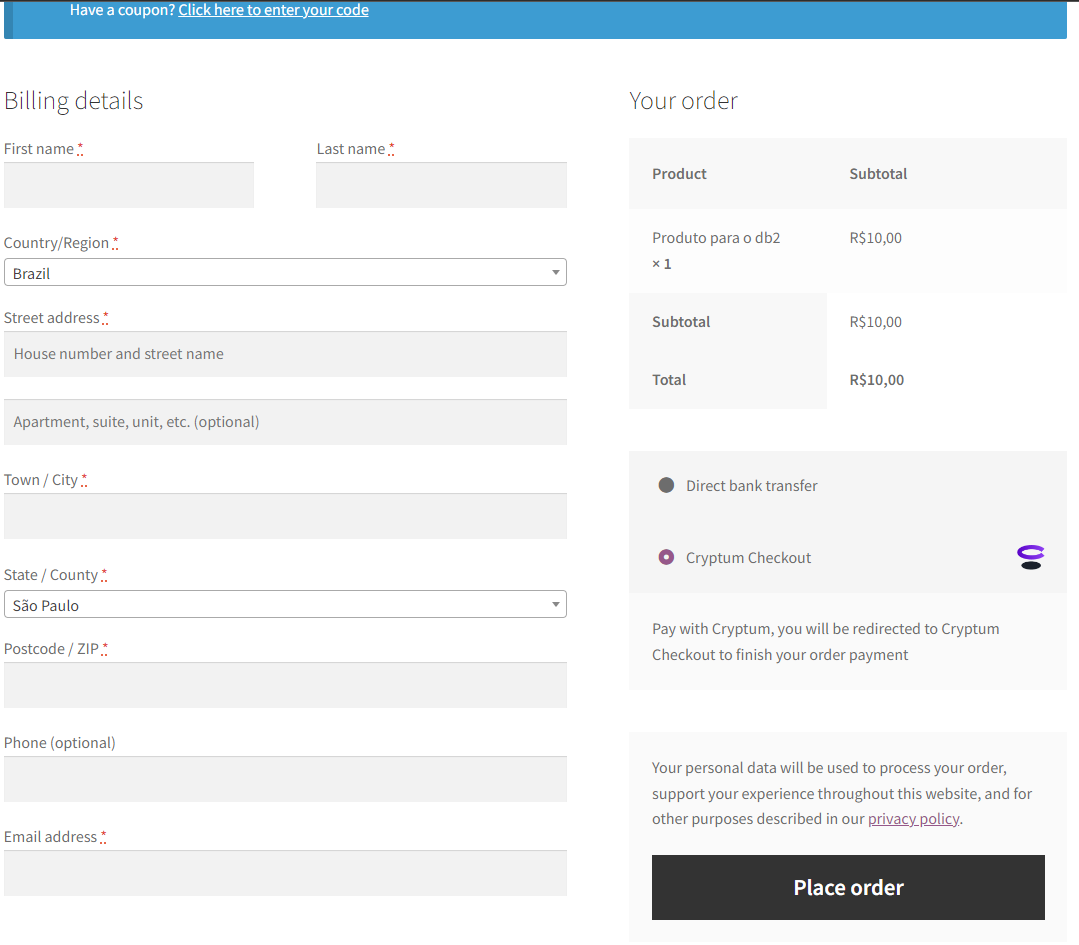 Have a coupon? Click here to enter your code
Billing details
First name *
Last name *
Country/Region *
Brazil
Street address *
House number and street name
Apartment, suite, unit, etc. (optional)
Town / City *
State / County *
São Paulo
Postcode / ZIP *
Phone (optional)
Email address *
Your order
Product Subtotal
Produto para o db2 R$10,00
× 1
Subtotal R$10,00
Total R$10,00
Direct bank transfer
Cryptum Checkout
Pay with Cryptum, you will be redirected to Cryptum
Checkout to finish your order payment
Your personal data will be used to process your order,
support your experience throughout this website, and for
other purposes described in our privacy policy.
Place order